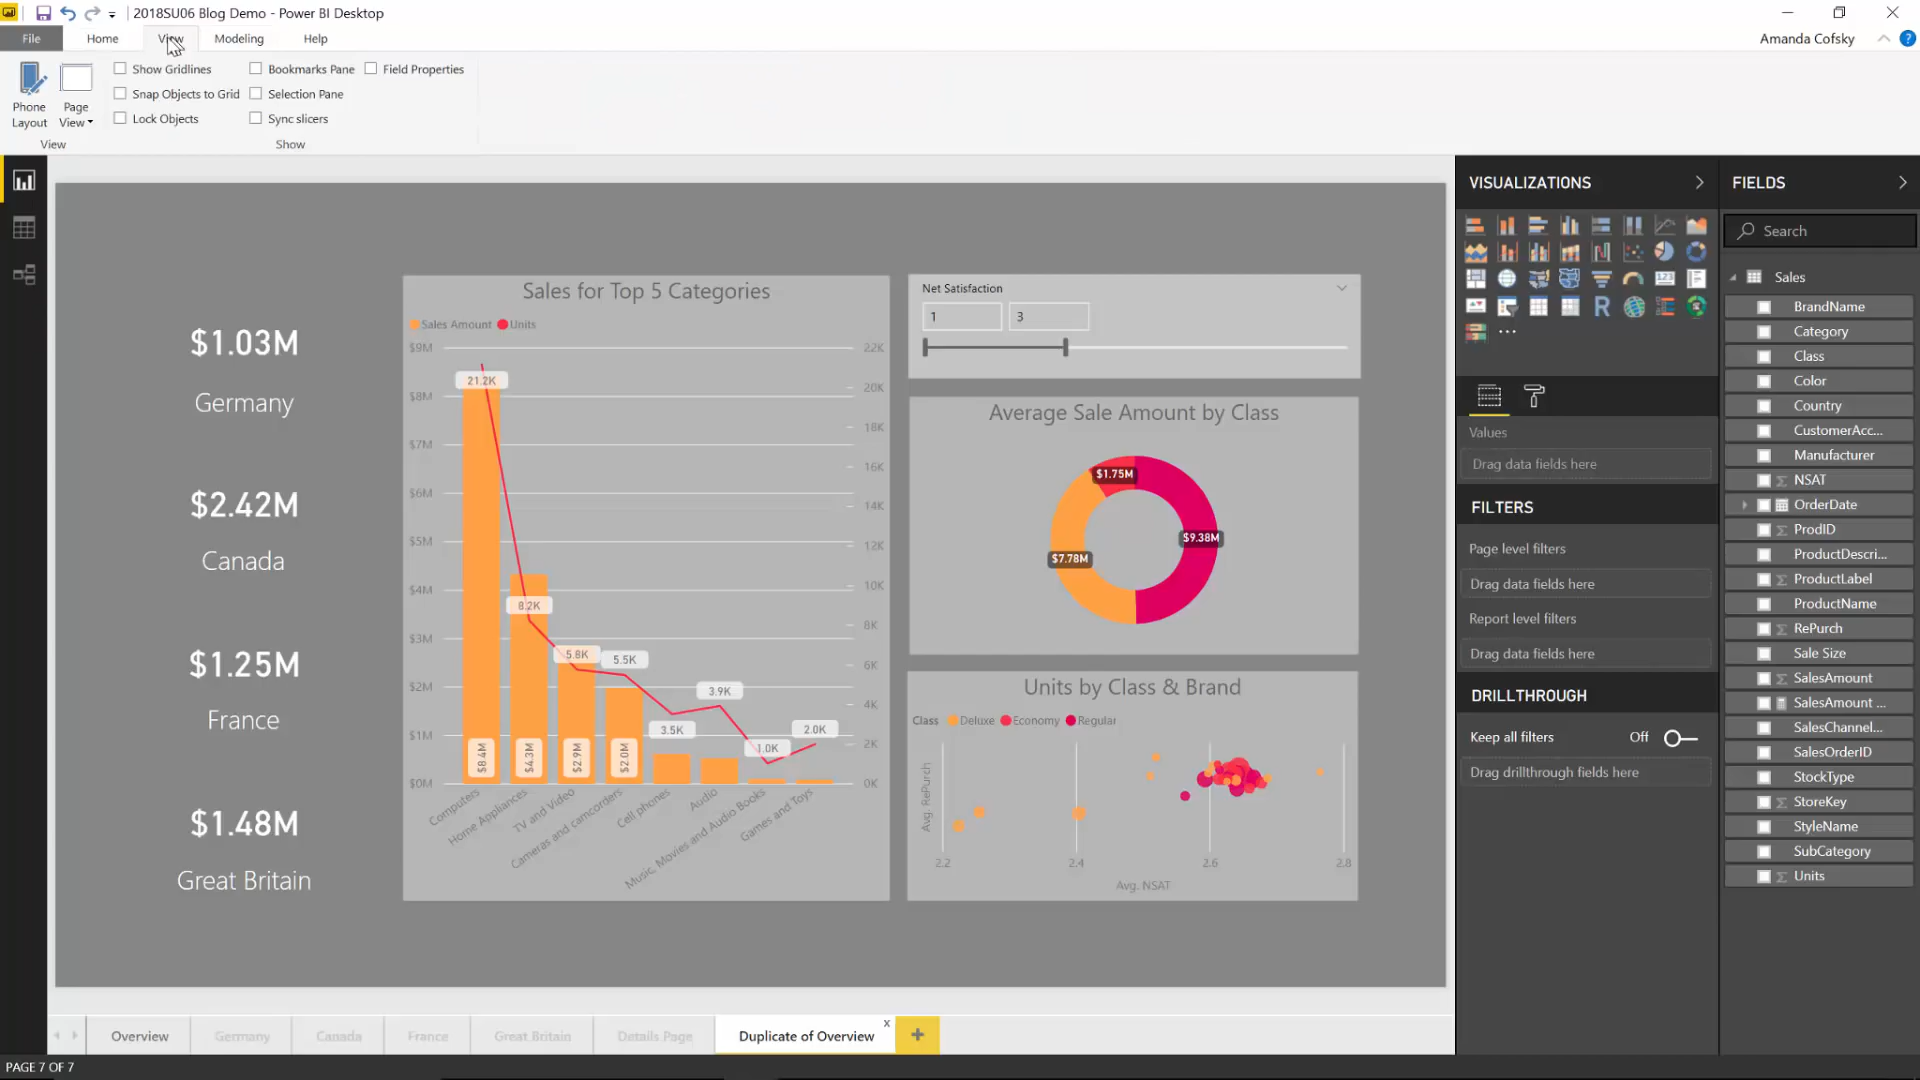 2018SU06 Blog Demo - Power BI Desktop
File
Home
View
Modeling
Help
Amanda Cofsky
?
Phone
Layout
Page
View
Show Gridlines
Snap Objects to Grid
Lock Objects
Bookmarks Pane
Selection Pane
Sync slicers
Field Properties
View
Show
$1.03M
Germany
$2.42M
Canada
$1.25M
France
$1.48M
Great Britain
Sales for Top 5 Categories
Sales Amount
Units
$9M
$8M
$7M
$6M
$5M
$4M
$3M
$2M
$1M
$0M
22K
20K
18K
16K
14K
12K
10K
8K
6K
4K
2K
0K
21.2K
8.2K
5.8K
5.5K
3.5K
3.9K
1.0K
2.0K
$8.4M
$4.3M
$2.9M
$2.0M
Computers
Home Appliances
TV and Video
Cameras and camcorders
Cell phones
Audio
Music, Movies and Audio Books
Games and Toys
Net Satisfaction
1
3
Average Sale Amount by Class
$1.75M
$9.38M
$7.78M
Units by Class & Brand
Class
Deluxe
Economy
Regular
Avg. RePurch
2.2
2.4
2.6
2.8
Avg. NSAT
VISUALIZATIONS
123
R
Values
Drag data fields here
FILTERS
Page level filters
Drag data fields here
Report level filters
Drag data fields here
DRILLTHROUGH
Keep all filters
Off
Drag drillthrough fields here
FIELDS
Search
Sales
BrandName
Category
Class
Color
Country
CustomerAcc...
Manufacturer
Σ NSAT
OrderDate
Σ ProdID
ProductDescri...
Σ ProductLabel
ProductName
Σ RePurch
Sale Size
Σ SalesAmount
SalesAmount ...
SalesChannel...
SalesOrderID
StockType
Σ StoreKey
StyleName
SubCategory
Σ Units
Overview
Germany
Canada
France
Great Britain
Details Page
Duplicate of Overview
x
+
PAGE 7 OF 7